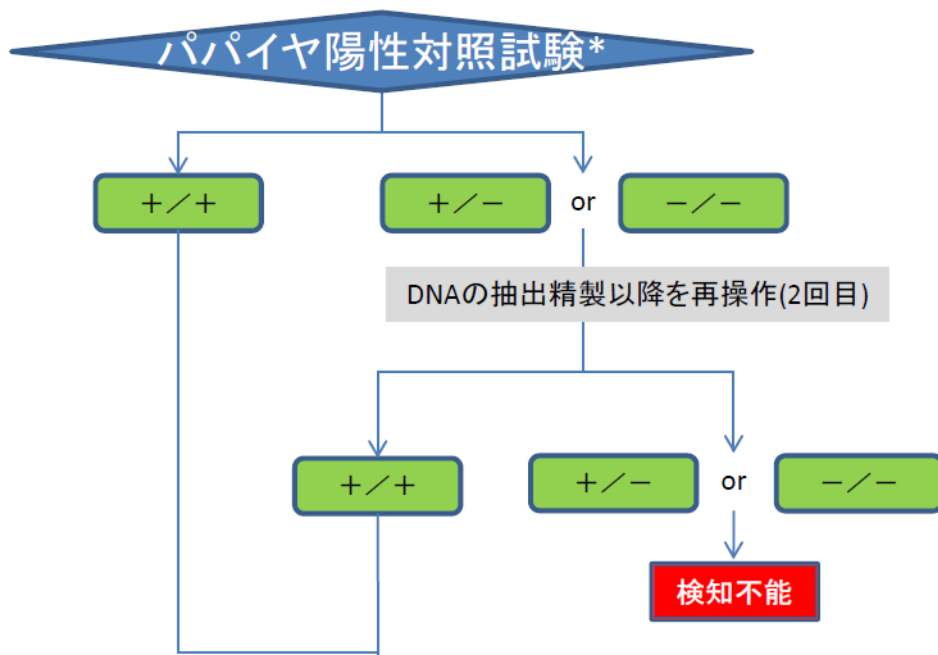 パパイヤ陽性対照試験*
＋／＋
＋／－ or －／－
DNAの抽出精製以降を再操作(2回目)
＋／＋
＋／－ or －／－
検知不能